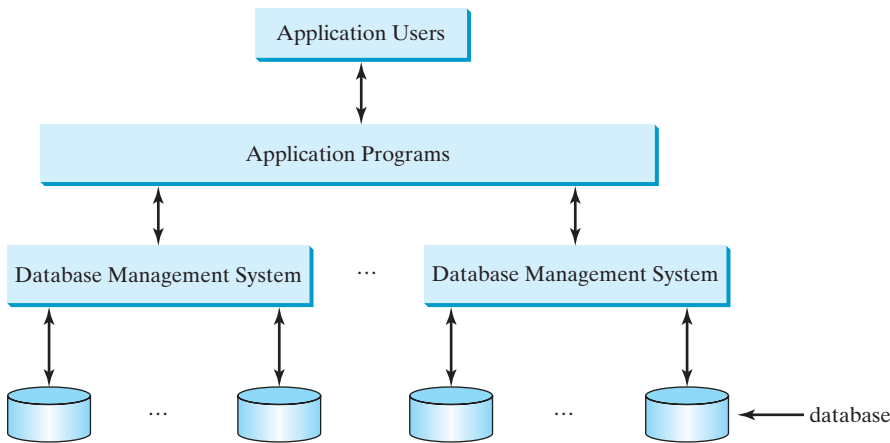 Application Users
Application Programs
Database Management System
...
Database Management System
...
...
database